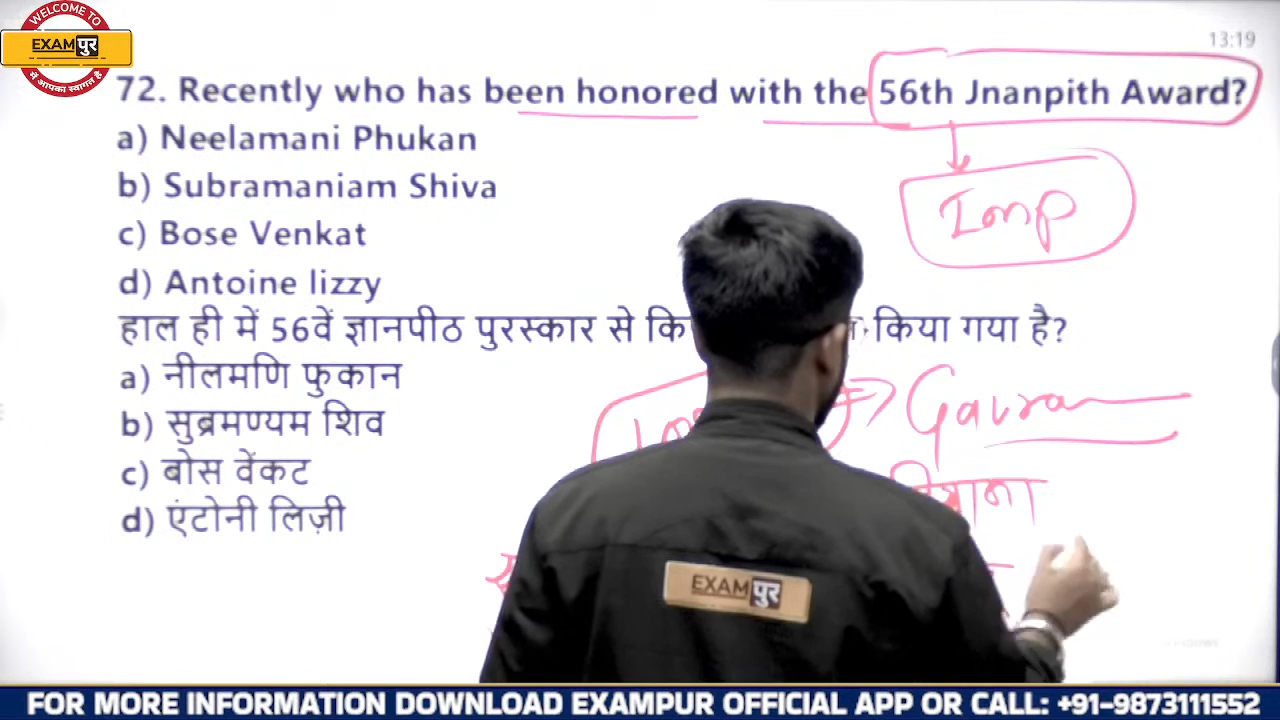 WELCOME TO
EXAMपुर
में आपका स्वागत है
13:19
72. Recently who has been honored with the 56th Jnanpith Award?
a) Neelamani Phukan
b) Subramaniam Shiva
c) Bose Venkat
d) Antoine lizzy
Imp
हाल ही में 56वें ज्ञानपीठ पुरस्कार से कि किया गया है?
a) नीलमणि फुकान
b) सुब्रमण्यम शिव
c) बोस वेंकट
d) एंटोनी लिज़ी
EXAMपुर
FOR MORE INFORMATION DOWNLOAD EXAMPUR OFFICIAL APP OR CALL: +91-9873111552